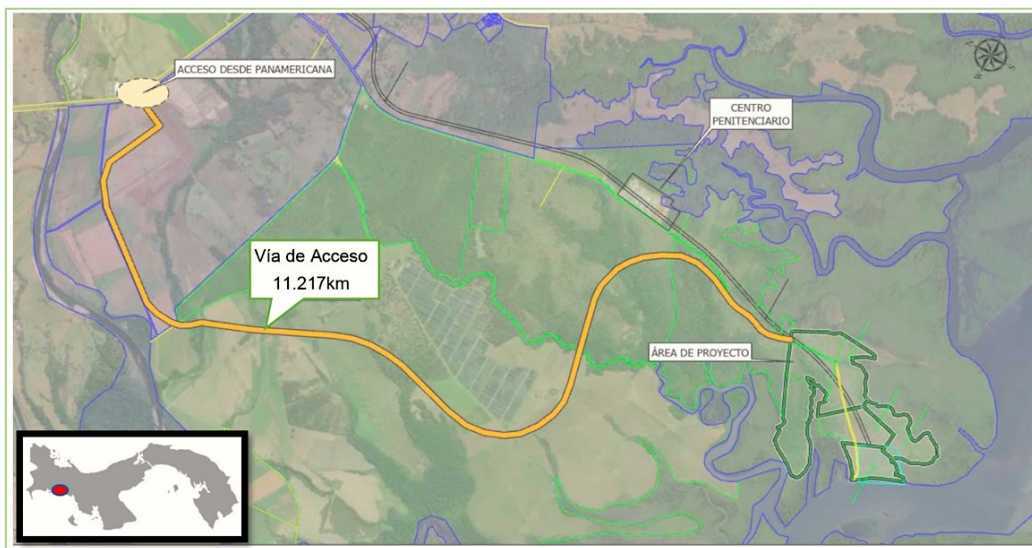 ACCESO DESDE PANAMERICANA
CENTRO
PENITENCIARIO
Vía de Acceso
11.217km
ÁREA DE PROYECTO